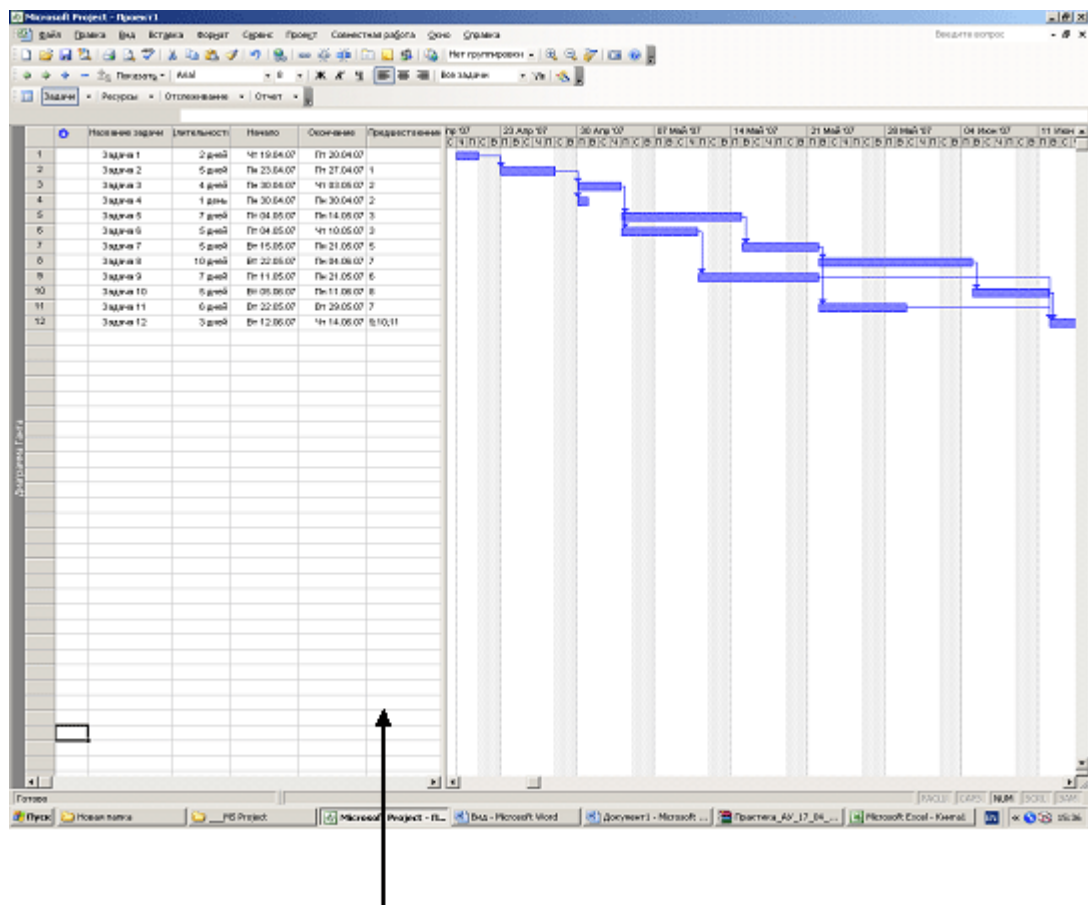 Microsoft Project - Проект1
Файл Правка Вид Вставка Формат Сервис Проект Совместная работа Окно Справка Введите вопрос
Нет группировки
Показать Arial 8 Ж К Ч Все задачи
Задачи Ресурсы Отслеживание Отчет
Название задачи Длительность Начало Окончание Предшественник
пр '07 23 Апр '07 30 Апр '07 07 Май '07 14 Май '07 21 Май '07 28 Май '07 04 Июн '07 11 Июн
1 Задача 1 2 дней Чт 19.04.07 Пт 20.04.07
2 Задача 2 5 дней Пн 23.04.07 Пт 27.04.07 1
3 Задача 3 4 дней Пн 30.04.07 Чт 03.05.07 2
4 Задача 4 1 день Пн 30.04.07 Пн 30.04.07 2
5 Задача 5 7 дней Пт 04.05.07 Пн 14.05.07 3
6 Задача 6 5 дней Пт 04.05.07 Чт 10.05.07 3
7 Задача 7 5 дней Вт 15.05.07 Пн 21.05.07 5
8 Задача 8 10 дней Вт 22.05.07 Пн 04.06.07 7
9 Задача 9 7 дней Пт 11.05.07 Пн 21.05.07 6
10 Задача 10 5 дней Вт 05.06.07 Пн 11.06.07 8
11 Задача 11 6 дней Вт 22.05.07 Вт 29.05.07 7
12 Задача 12 3 дней Вт 12.06.07 Чт 14.06.07 9;10;11
Диаграмма Ганта
Готово NUM
Пуск Новая папка __MS Project Microsoft Project - П... Вид - Microsoft Word Документ1 - Microsoft ... Практика_АУ_17_04_... Microsoft Excel - Книга1 EN 15:36